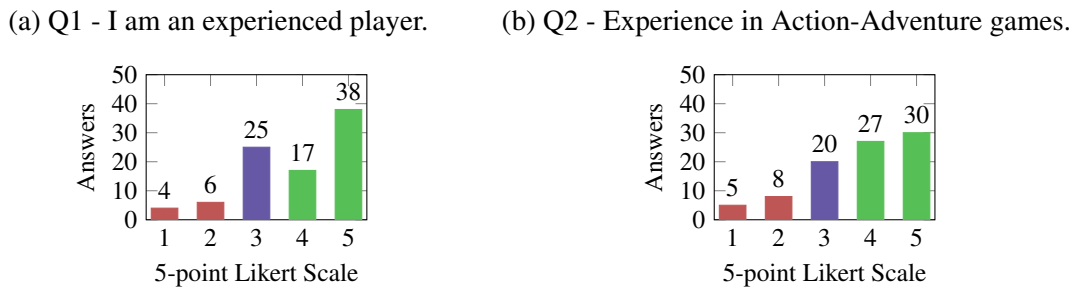 (a) Q1 - I am an experienced player.
50
40
30
20
10
0
Answers
4
6
25
17
38
1 2 3 4 5
5-point Likert Scale
(b) Q2 - Experience in Action-Adventure games.
50
40
30
20
10
0
Answers
5
8
20
27
30
1 2 3 4 5
5-point Likert Scale